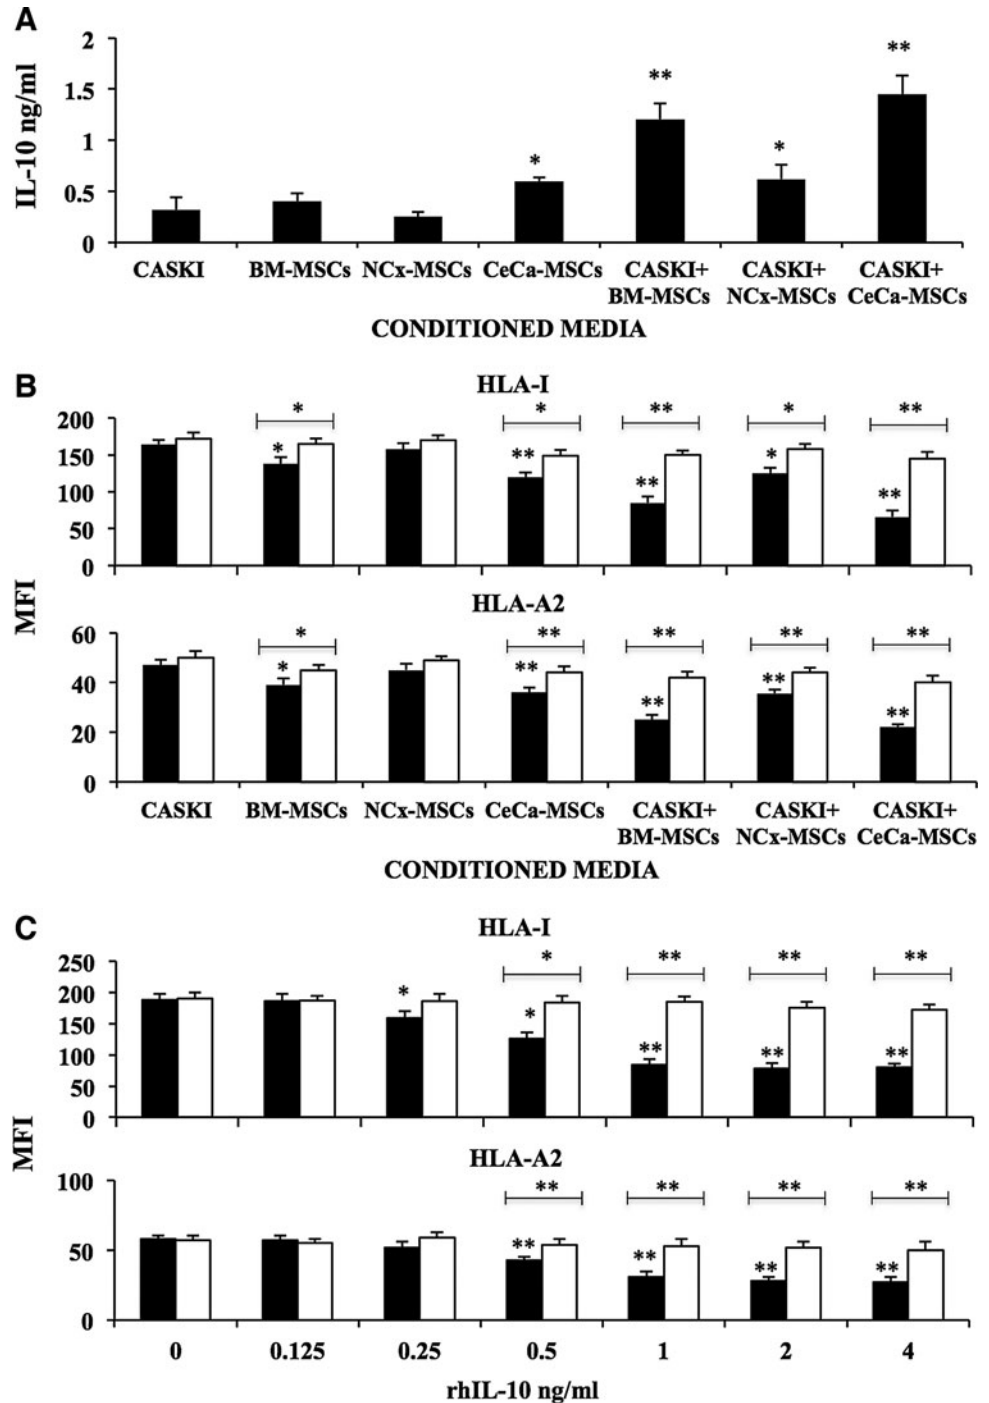 A
IL-10 ng/ml
2
1.5
1
0.5
0
*
**
*
**
CASKI BM-MSCs NCx-MSCs CeCa-MSCs CASKI+ CASKI+ CASKI+
BM-MSCs NCx-MSCs CeCa-MSCs
CONDITIONED MEDIA
B
HLA-I
MFI
200
150
100
50
0
* * ** * **
* ** ** * **
HLA-A2
60
40
20
0
* ** ** ** **
* ** ** ** **
CASKI BM-MSCs NCx-MSCs CeCa-MSCs CASKI+ CASKI+ CASKI+
BM-MSCs NCx-MSCs CeCa-MSCs
CONDITIONED MEDIA
C
HLA-I
MFI
250
200
150
100
50
0
* ** ** **
* * ** ** **
HLA-A2
100
50
0
** ** ** **
** ** ** **
0 0.125 0.25 0.5 1 2 4
rhIL-10 ng/ml